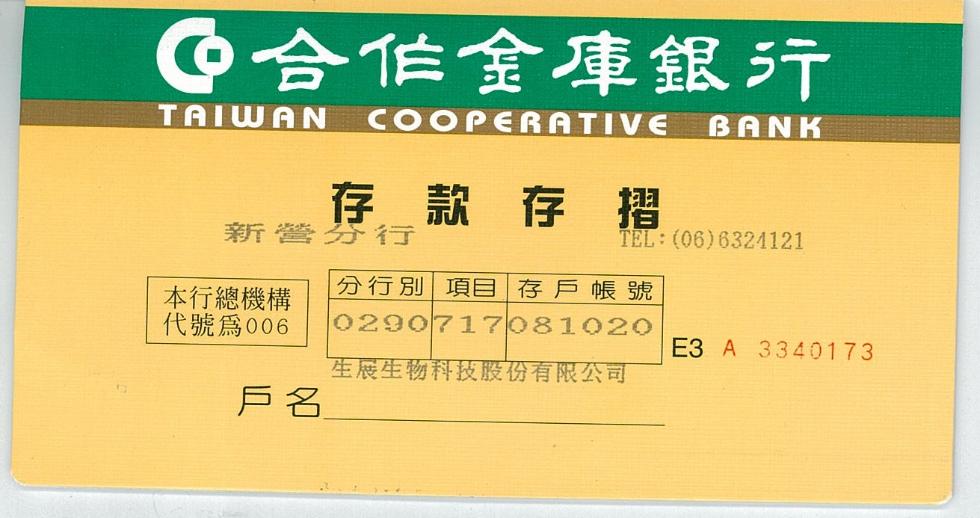 合作金庫銀行
TAIWAN COOPERATIVE BANK
存款存摺
新營分行 TEL:(06)6324121
本行總機構
代號為006
分行別 項目 存戶帳號
0290 717 081020
E3 A 3340173
生展生物科技股份有限公司
戶名